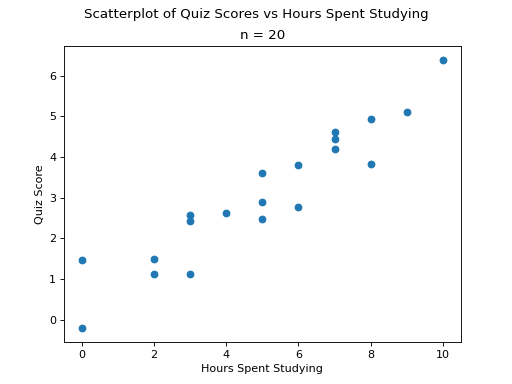 Scatterplot of Quiz Scores vs Hours Spent Studying
n = 20
6
5
4
3
2
1
0
Quiz Score
0 2 4 6 8 10
Hours Spent Studying